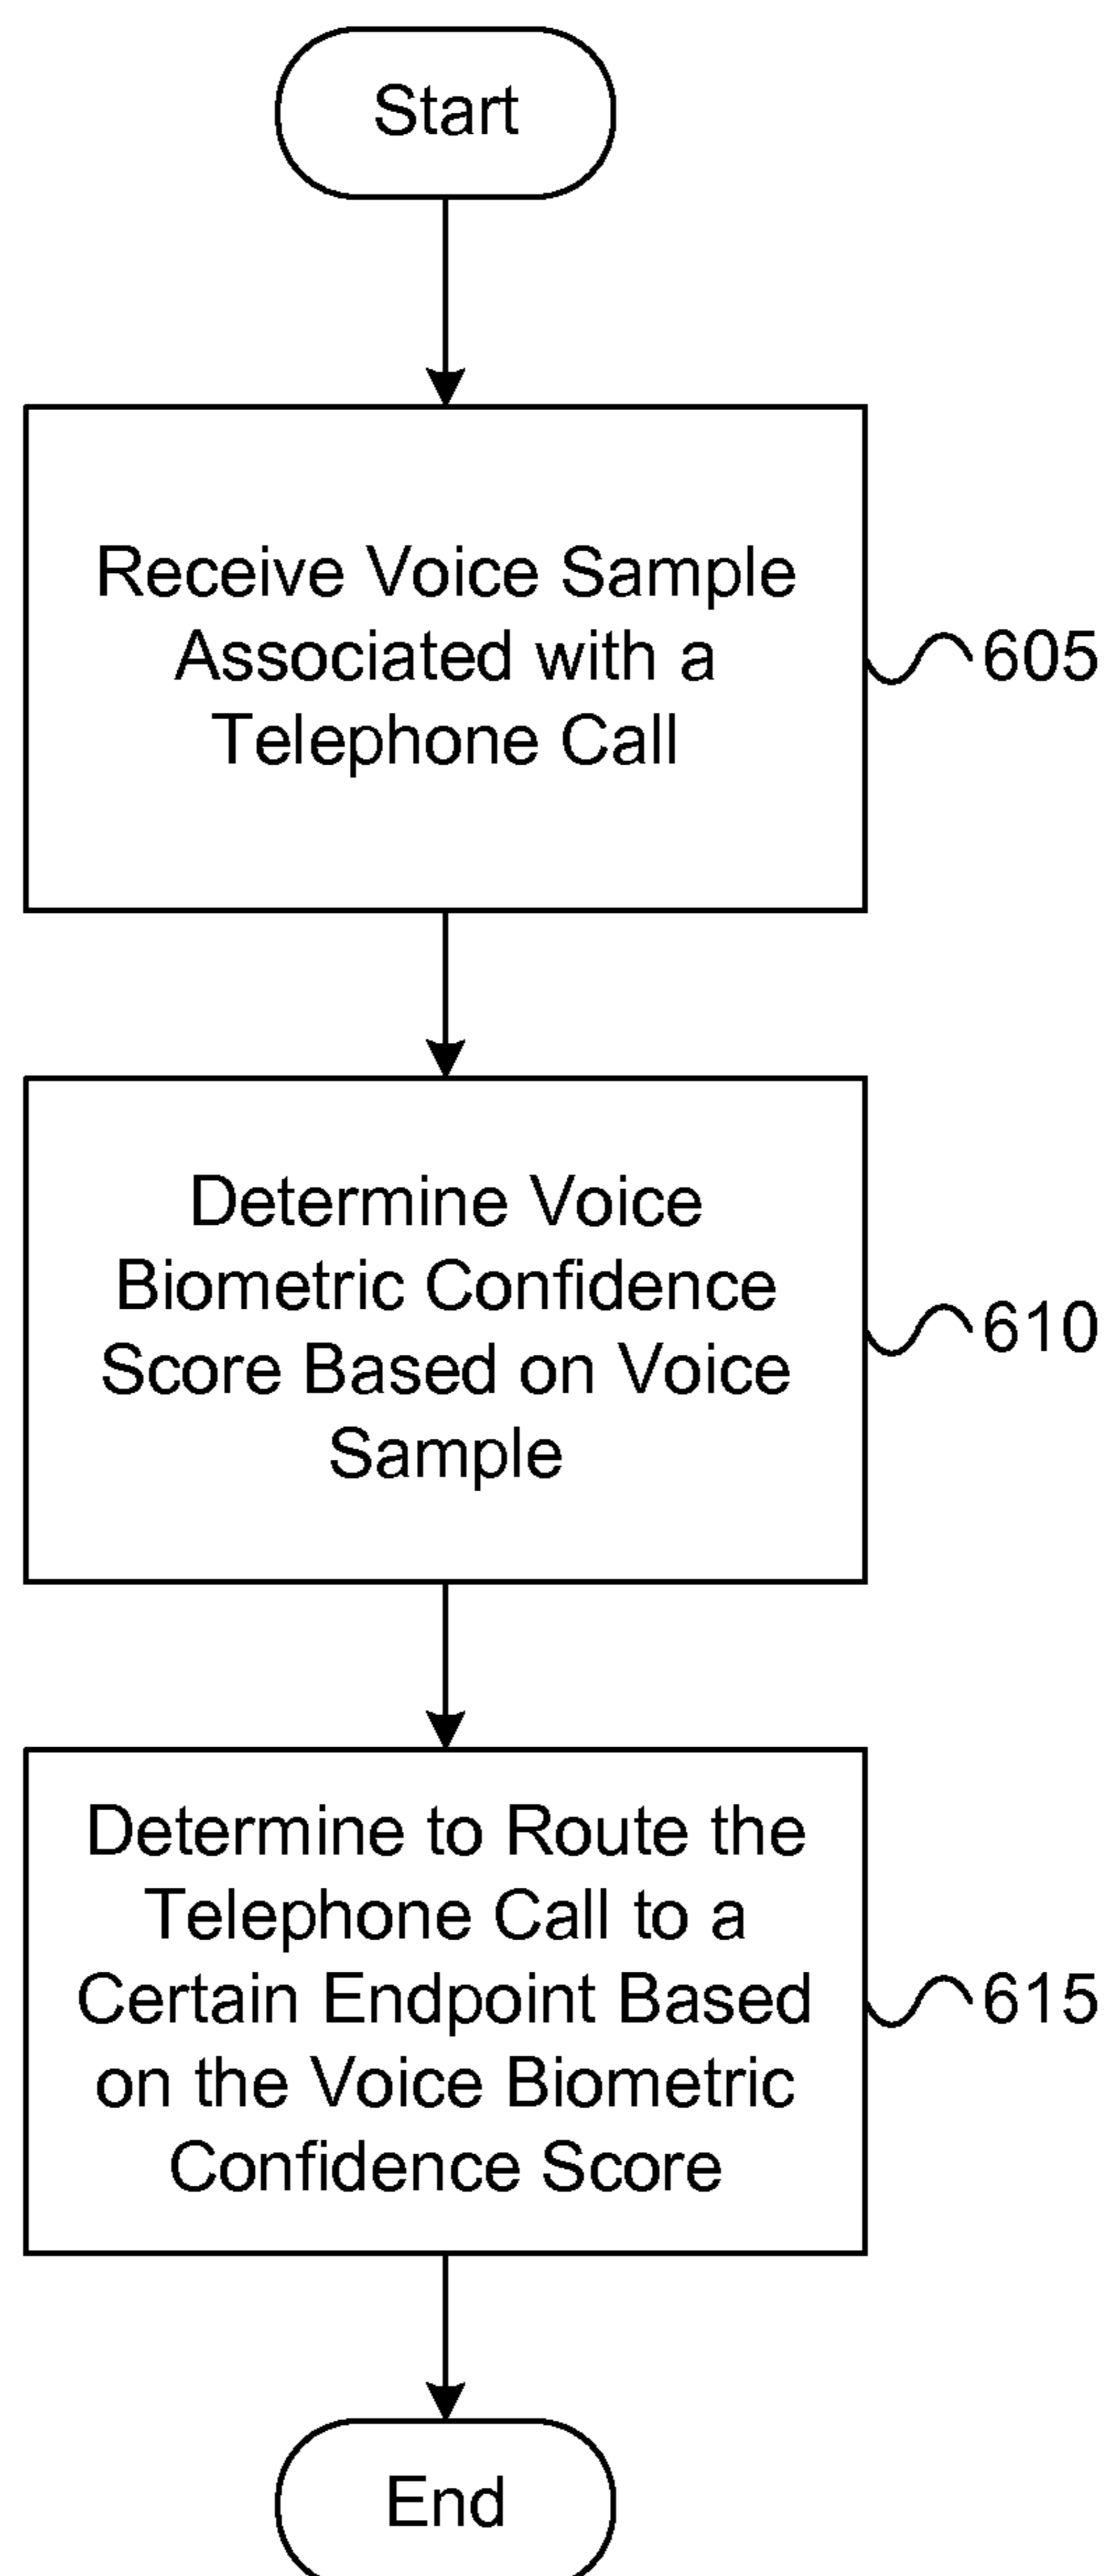 Start
Receive Voice Sample
Associated with a
Telephone Call
605
Determine Voice
Biometric Confidence
Score Based on Voice
Sample
610
Determine to Route the
Telephone Call to a
Certain Endpoint Based
on the Voice Biometric
Confidence Score
615
End